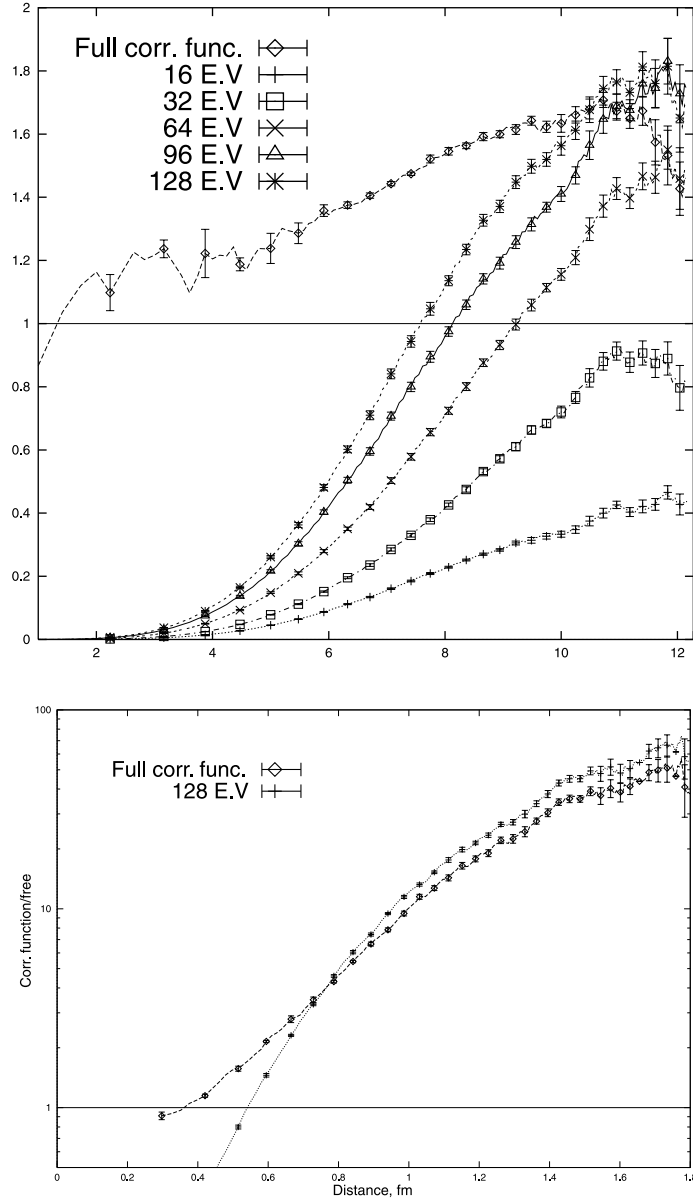 2
1.8
1.6
1.4
1.2
1
0.8
0.6
0.4
0.2
0
Full corr. func.
16 E.V
32 E.V
64 E.V
96 E.V
128 E.V
2 4 6 8 10 12
100
10
1
Corr. function/free
Full corr. func.
128 E.V
0 0.2 0.4 0.6 0.8 1 1.2 1.4 1.6 1.8
Distance, fm